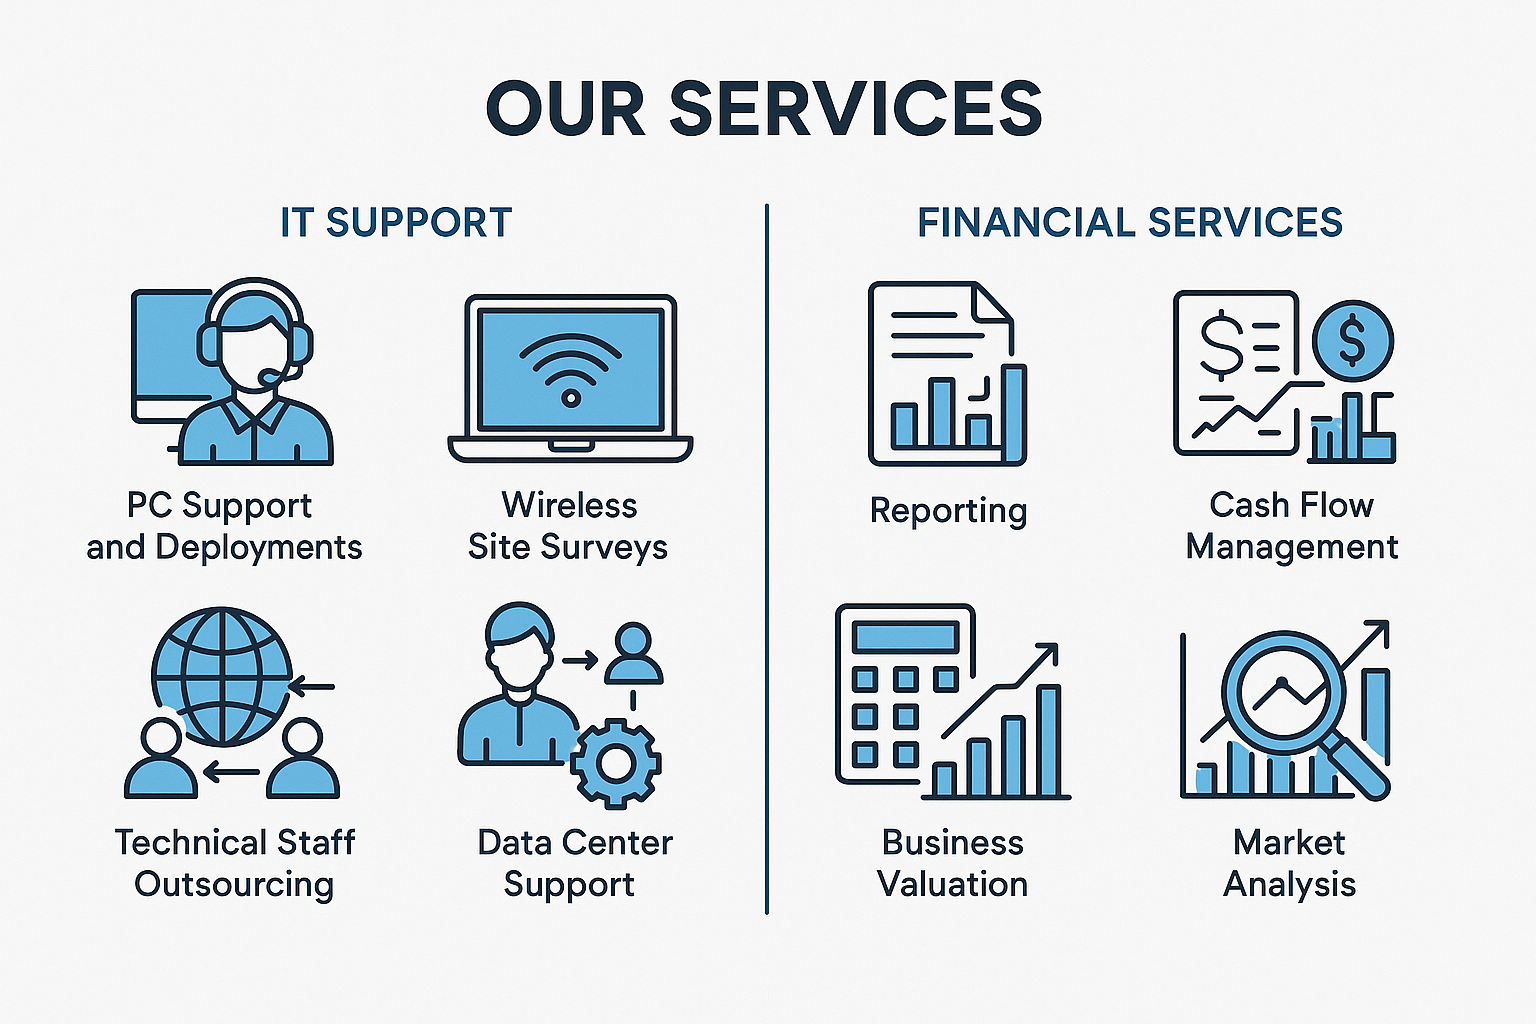 OUR SERVICES
IT SUPPORT
PC Support
and Deployments
Wireless
Site Surveys
Technical Staff
Outsourcing
Data Center
Support
FINANCIAL SERVICES
$
$
Reporting
Cash Flow
Management
Business
Valuation
Market
Analysis